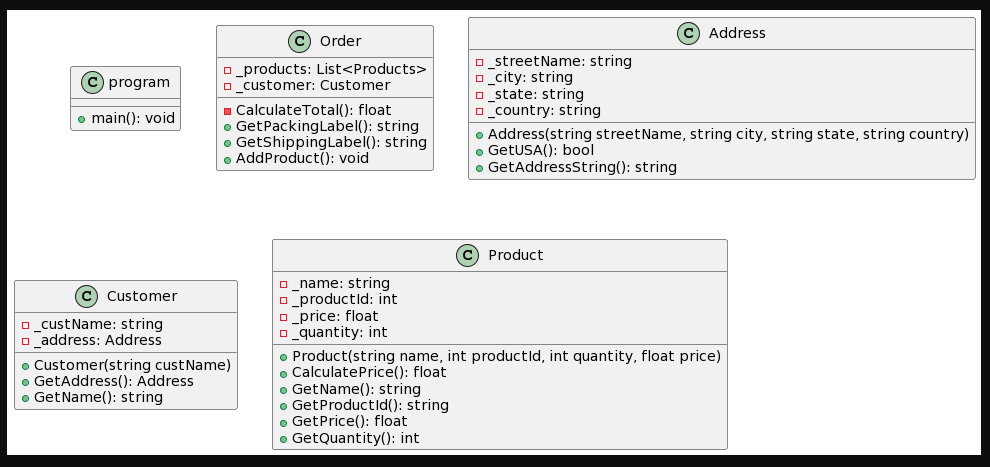 C program
main(): void
C Order
_products: List<Products>
_customer: Customer
CalculateTotal(): float
GetPackingLabel(): string
GetShippingLabel(): string
AddProduct(): void
C Address
_streetName: string
_city: string
_state: string
_country: string
Address(string streetName, string city, string state, string country)
GetUSA(): bool
GetAddressString(): string
C Customer
_custName: string
_address: Address
Customer(string custName)
GetAddress(): Address
GetName(): string
C Product
_name: string
_productId: int
_price: float
_quantity: int
Product(string name, int productId, int quantity, float price)
CalculatePrice(): float
GetName(): string
GetProductId(): string
GetPrice(): float
GetQuantity(): int